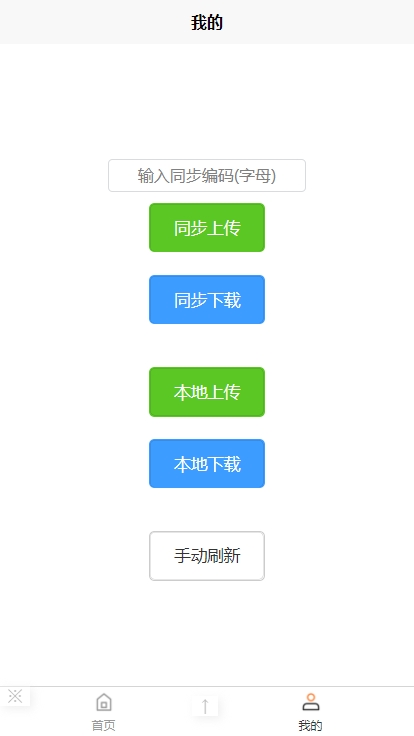 我的
输入同步编码(字母)
同步上传
同步下载
本地上传
本地下载
手动刷新
※
↑
首页
我的